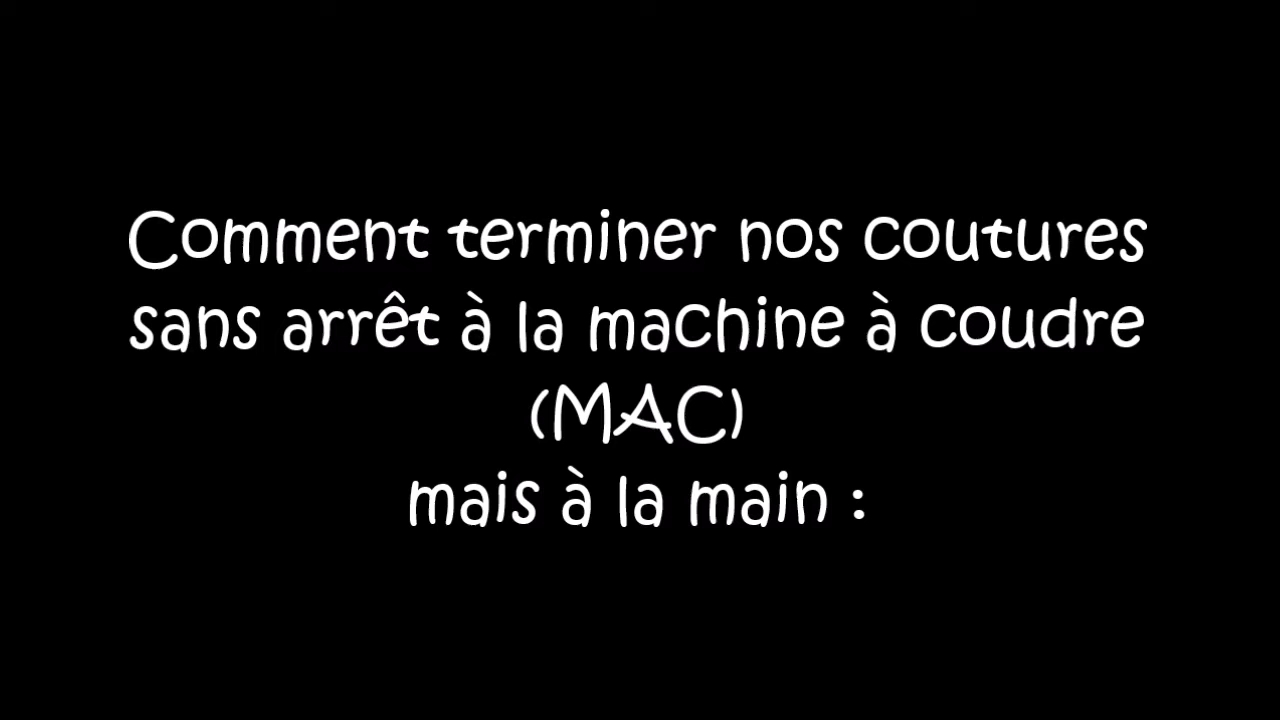 Comment terminer nos coutures
sans arrêt à la machine à coudre
(MAC)
mais à la main :